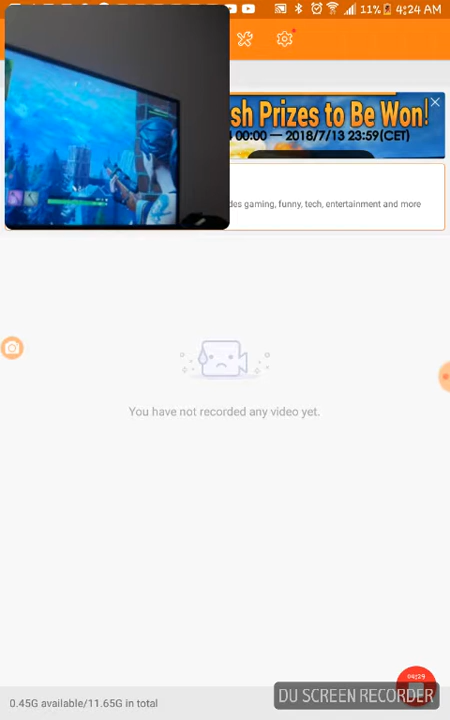 11% 4:24 AM
sh Prizes to Be Won!
00:00 — 2018/7/13 23:59(CET)
des gaming, funny, tech, entertainment and more
You have not recorded any video yet.
04:29
0.45G available/11.65G in total
DU SCREEN RECORDER